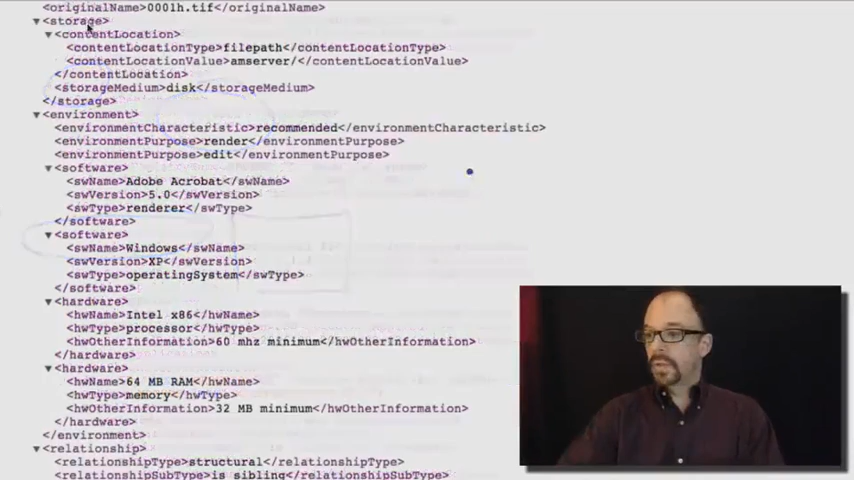 <originalName>0001h.tif</originalName>
▼<storage>
▼<contentLocation>
<contentLocationType>filepath</contentLocationType>
<contentLocationValue>amserver/</contentLocationValue>
</contentLocation>
<storageMedium>disk</storageMedium>
</storage>
▼<environment>
<environmentCharacteristic>recommended</environmentCharacteristic>
<environmentPurpose>render</environmentPurpose>
<environmentPurpose>edit</environmentPurpose>
▼<software>
<swName>Adobe Acrobat</swName>
<swVersion>5.0</swVersion>
<swType>renderer</swType>
</software>
▼<software>
<swName>Windows</swName>
<swVersion>XP</swVersion>
<swType>operatingSystem</swType>
</software>
▼<hardware>
<hwName>Intel x86</hwName>
<hwType>processor</hwType>
<hwOtherInformation>60 mhz minimum</hwOtherInformation>
</hardware>
▼<hardware>
<hwName>64 MB RAM</hwName>
<hwType>memory</hwType>
<hwOtherInformation>32 MB minimum</hwOtherInformation>
</hardware>
</environment>
▼<relationship>
<relationshipType>structural</relationshipType>
<relationshipSubType>is sibling</relationshipSubType>